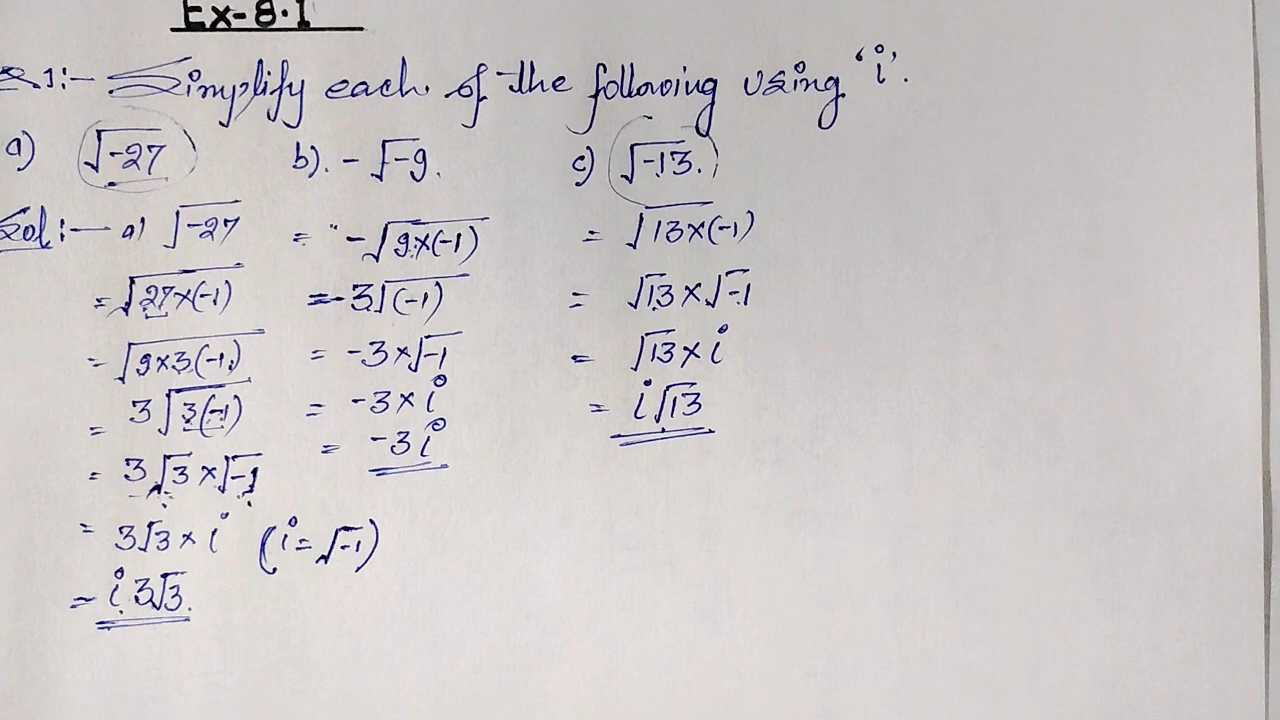 Ex-8.1
Q1:- Simplify each of the following using 'i'.
a) √-27 b). -√-9. c) √-13.
Sol:- a) √-27 = -√9×(-1) = √13×(-1)
= √27×(-1) = -3√(-1) = √13×√-1
= √9×3(-1) = -3×√-1 = √13×i
= 3√3(-1) = -3×i = i√13
= 3√3×√-1 = -3i
= 3√3×i (i=√-1)
= i 3√3.